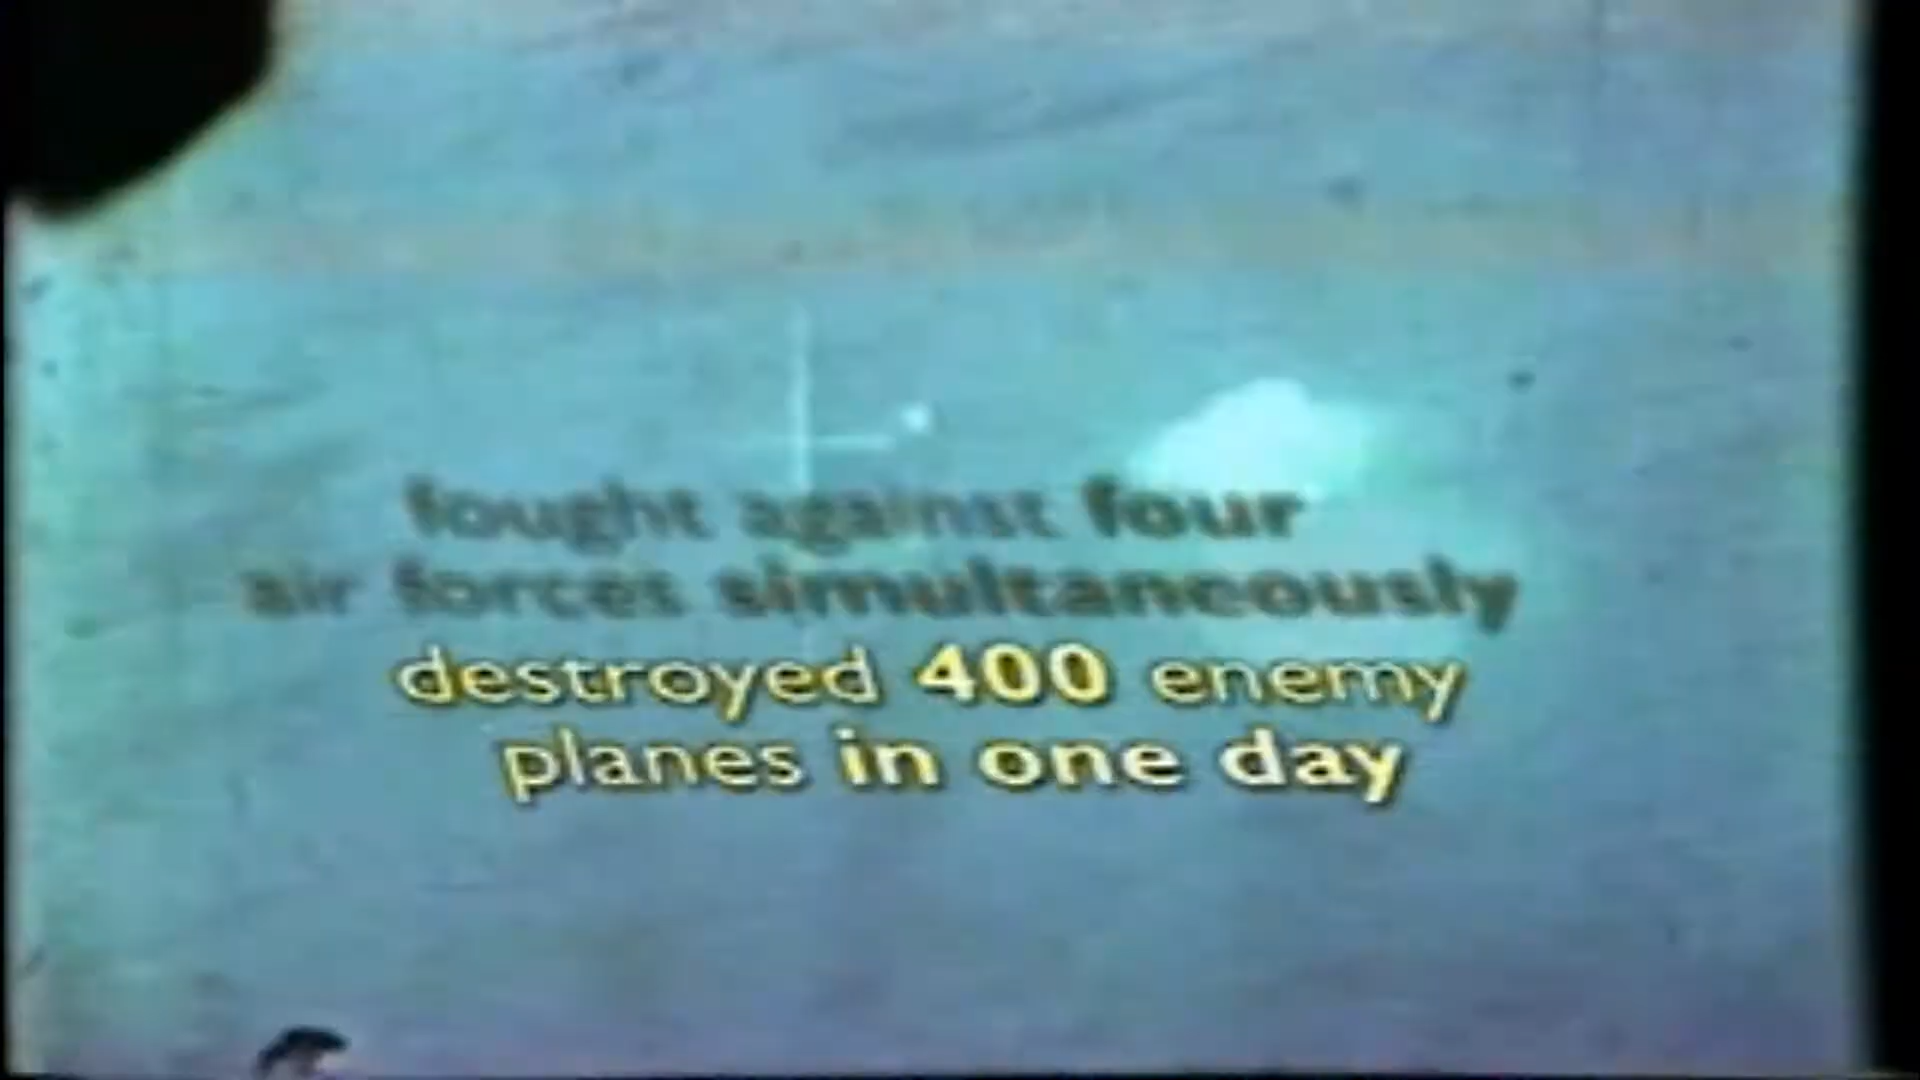 fought against four
air forces simultaneously
destroyed 400 enemy
planes in one day